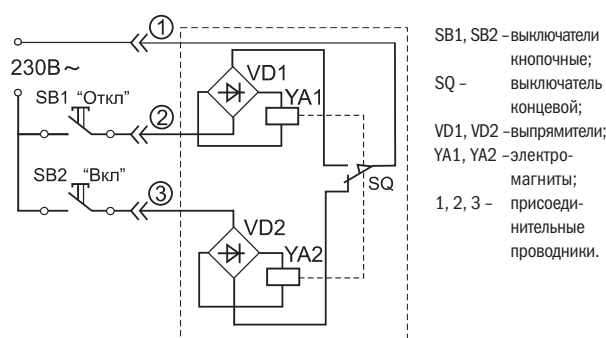 1
230В~
VD1
SB1 "Откл"
2
YA1
SB2 "Вкл"
3
SQ
VD2
YA2
SB1, SB2 – выключатели
кнопочные;
SQ – выключатель
концевой;
VD1, VD2 – выпрямители;
YA1, YA2 – электро-
магниты;
1, 2, 3 – присоеди-
нительные
проводники.